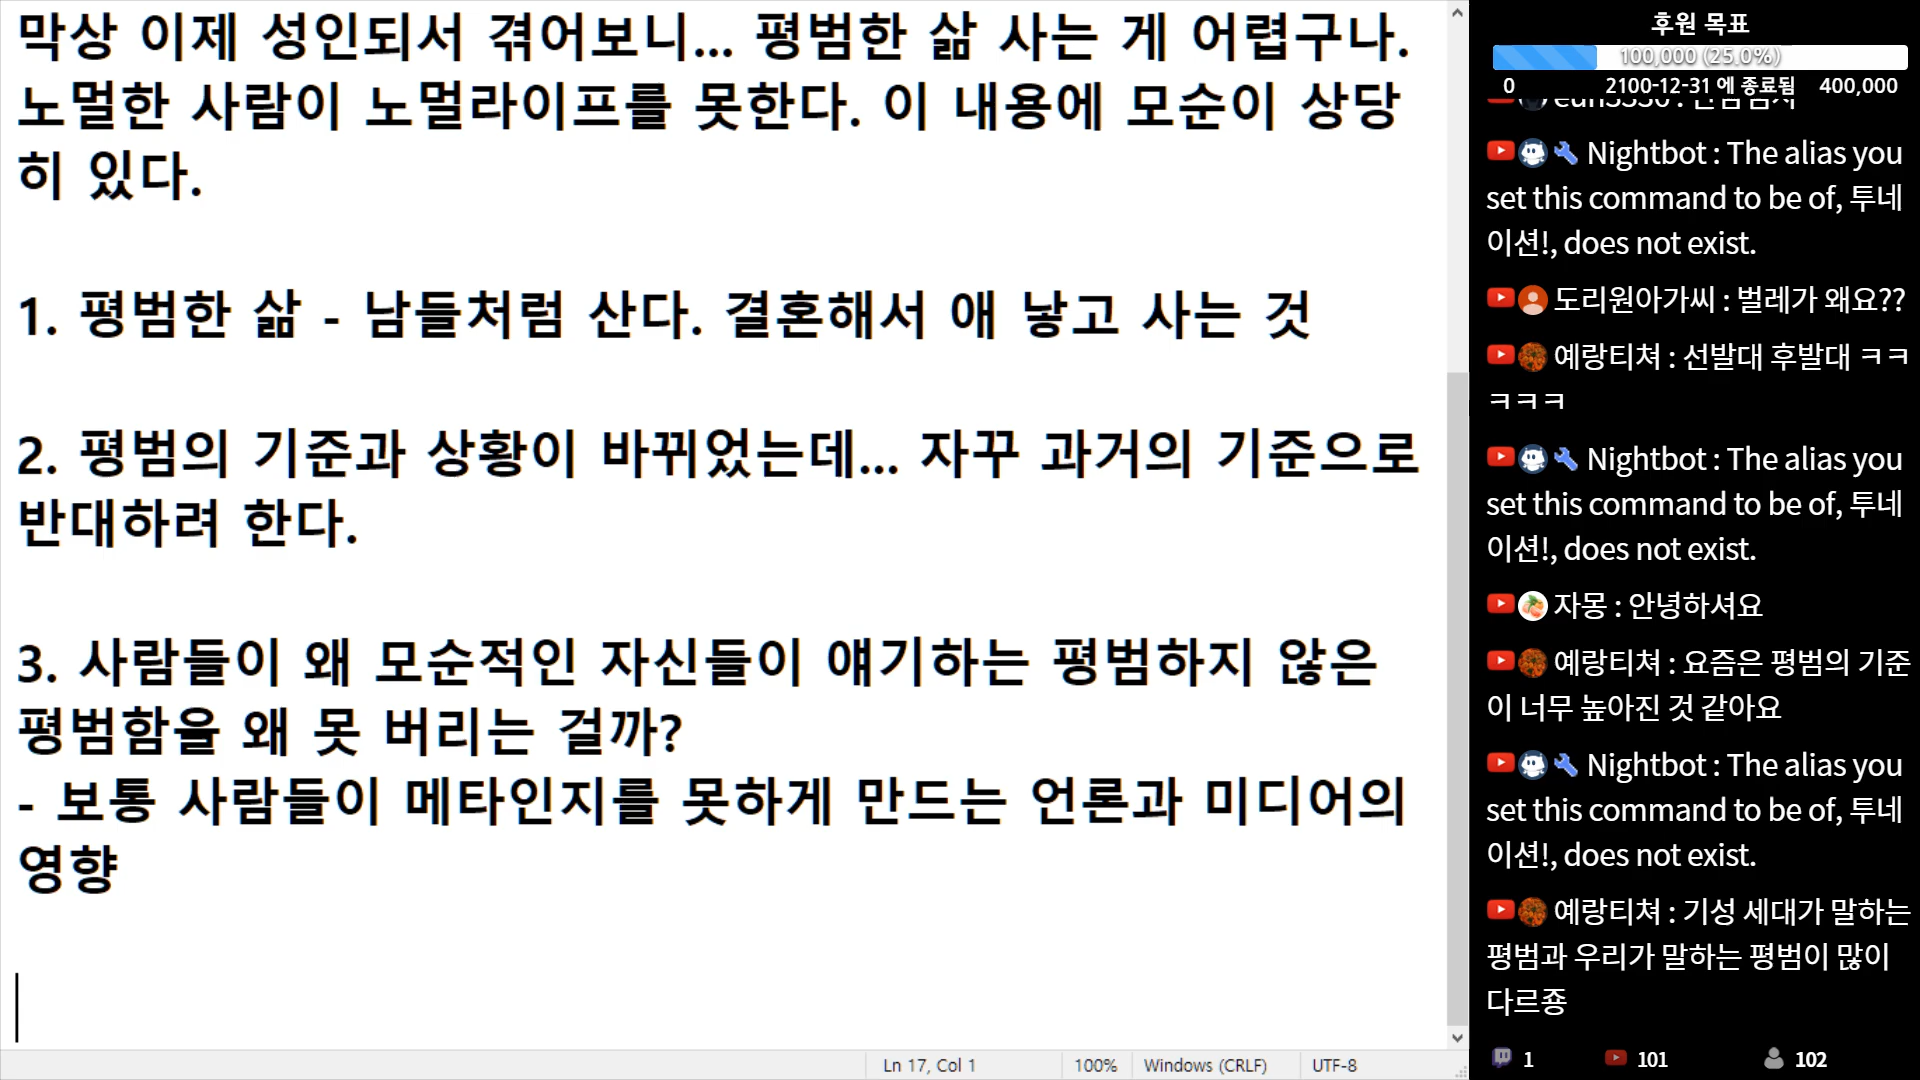 막상 이제 성인되서 겪어보니... 평범한 삶 사는 게 어렵구나.
노멀한 사람이 노멀라이프를 못한다. 이 내용에 모순이 상당
히 있다.
1. 평범한 삶 - 남들처럼 산다. 결혼해서 애 낳고 사는 것
2. 평범의 기준과 상황이 바뀌었는데... 자꾸 과거의 기준으로
반대하려 한다.
3. 사람들이 왜 모순적인 자신들이 얘기하는 평범하지 않은
평범함을 왜 못 버리는 걸까?
- 보통 사람들이 메타인지를 못하게 만드는 언론과 미디어의
영향
Ln 17, Col 1
100%
Windows (CRLF)
UTF-8
후원 목표
100,000 (25.0%)
0
2100-12-31 에 종료됨
400,000
Nightbot : The alias you
set this command to be of, 투네
이션!, does not exist.
도리원아가씨 : 벌레가 왜요??
예랑티쳐 : 선발대 후발대 ㅋㅋ
ㅋㅋㅋ
Nightbot : The alias you
set this command to be of, 투네
이션!, does not exist.
자몽 : 안녕하셔요
예랑티쳐 : 요즘은 평범의 기준
이 너무 높아진 것 같아요
Nightbot : The alias you
set this command to be of, 투네
이션!, does not exist.
예랑티쳐 : 기성 세대가 말하는
평범과 우리가 말하는 평범이 많이
다르죵
1
101
102